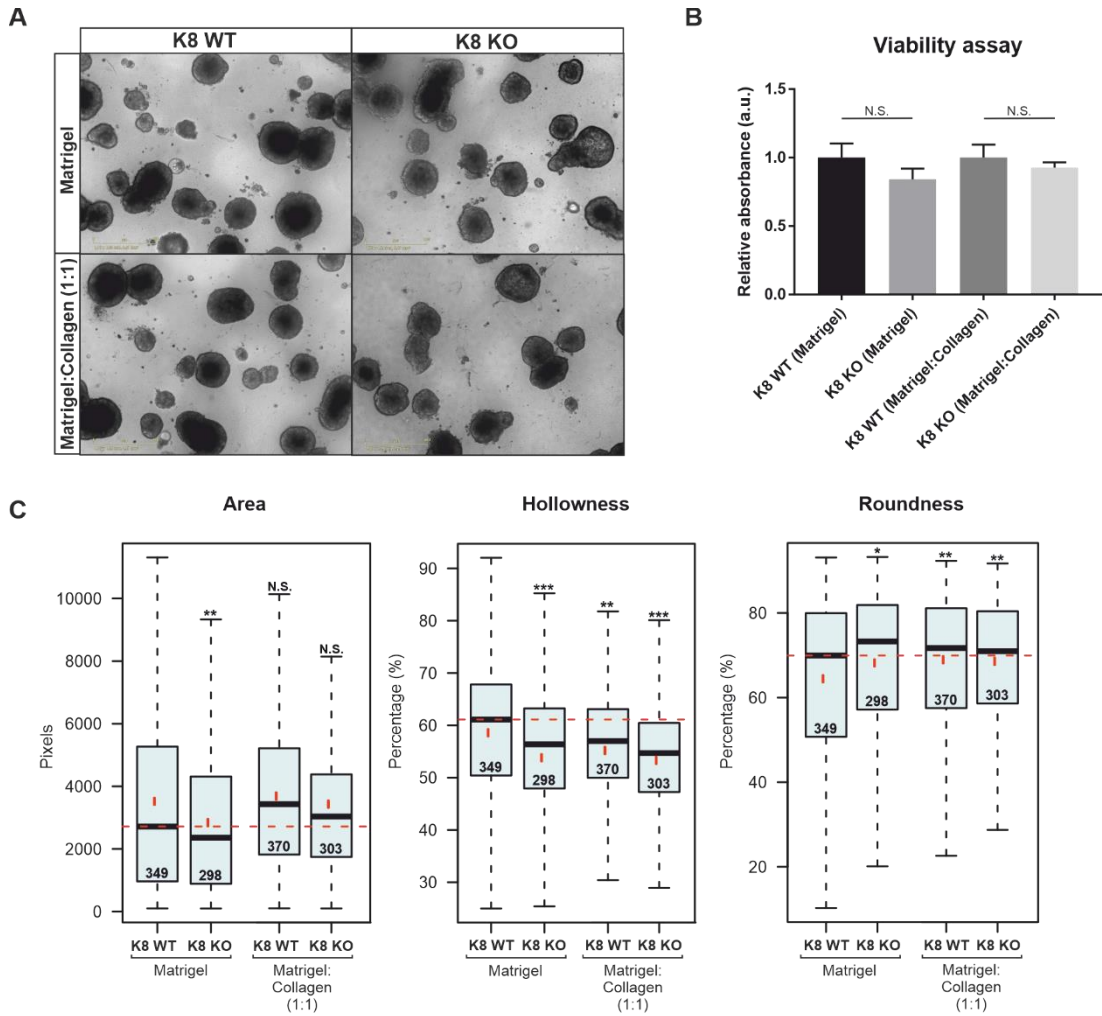 A
K8 WT
K8 KO
Matrigel
Matrigel:Collagen (1:1)
B
Viability assay
Relative absorbance (a.u.)
1.5
1.0
0.5
0.0
N.S.
N.S.
K8 WT (Matrigel)
K8 KO (Matrigel)
K8 WT (Matrigel:Collagen)
K8 KO (Matrigel:Collagen)
C
Area
Pixels
10000
8000
6000
4000
2000
0
**
N.S.
N.S.
349
298
370
303
K8 WT K8 KO K8 WT K8 KO
Matrigel
Matrigel:
Collagen
(1:1)
Hollowness
Percentage (%)
90
80
70
60
50
40
30
***
**
***
349
298
370
303
K8 WT K8 KO K8 WT K8 KO
Matrigel
Matrigel:
Collagen
(1:1)
Roundness
Percentage (%)
80
60
40
20
*
**
**
349
298
370
303
K8 WT K8 KO K8 WT K8 KO
Matrigel
Matrigel:
Collagen
(1:1)